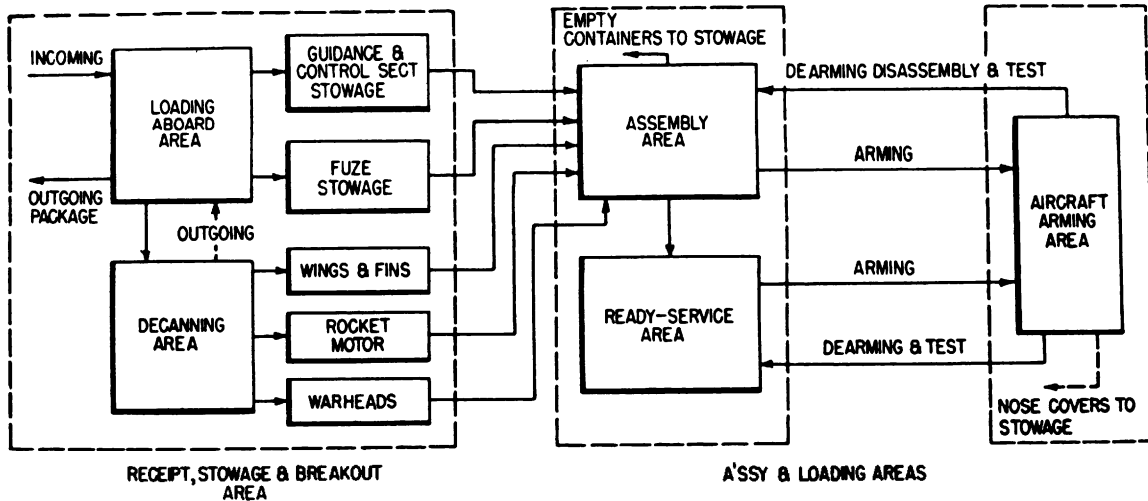 INCOMING
LOADING
ABOARD
AREA
OUTGOING
PACKAGE
OUTGOING
DECANNING
AREA
GUIDANCE &
CONTROL SECT
STOWAGE
FUZE
STOWAGE
WINGS & FINS
ROCKET
MOTOR
WARHEADS
RECEIPT, STOWAGE & BREAKOUT
AREA
EMPTY
CONTAINERS TO STOWAGE
ASSEMBLY
AREA
READY-SERVICE
AREA
DEARMING DISASSEMBLY & TEST
ARMING
ARMING
DEARMING & TEST
AIRCRAFT
ARMING
AREA
NOSE COVERS TO
STOWAGE
A'SSY & LOADING AREAS